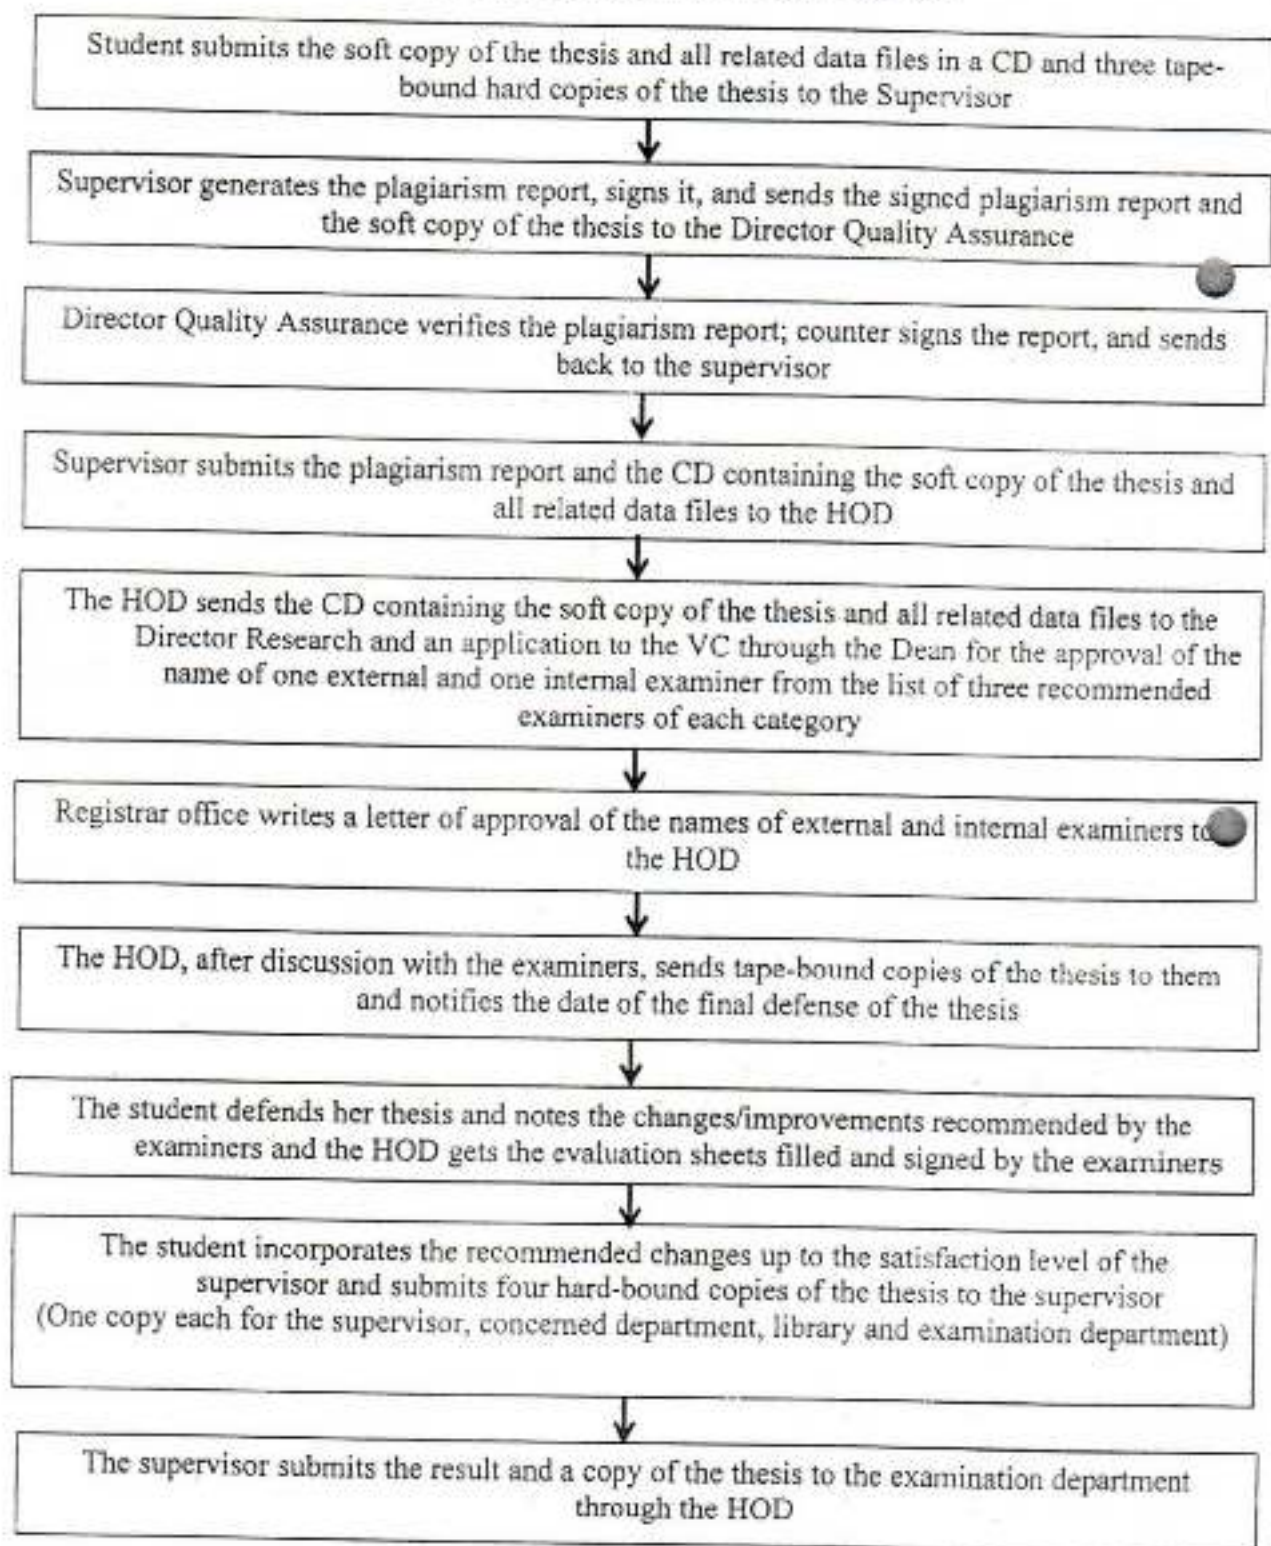 Student submits the soft copy of the thesis and all related data files in a CD and three tape-
bound hard copies of the thesis to the Supervisor
Supervisor generates the plagiarism report, signs it, and sends the signed plagiarism report and
the soft copy of the thesis to the Director Quality Assurance
Director Quality Assurance verifies the plagiarism report; counter signs the report, and sends
back to the supervisor
Supervisor submits the plagiarism report and the CD containing the soft copy of the thesis and
all related data files to the HOD
The HOD sends the CD containing the soft copy of the thesis and all related data files to the
Director Research and an application to the VC through the Dean for the approval of the
name of one external and one internal examiner from the list of three recommended
examiners of each category
Registrar office writes a letter of approval of the names of external and internal examiners to
the HOD
The HOD, after discussion with the examiners, sends tape-bound copies of the thesis to them
and notifies the date of the final defense of the thesis
The student defends her thesis and notes the changes/improvements recommended by the
examiners and the HOD gets the evaluation sheets filled and signed by the examiners
The student incorporates the recommended changes up to the satisfaction level of the
supervisor and submits four hard-bound copies of the thesis to the supervisor
(One copy each for the supervisor, concerned department, library and examination department)
The supervisor submits the result and a copy of the thesis to the examination department
through the HOD